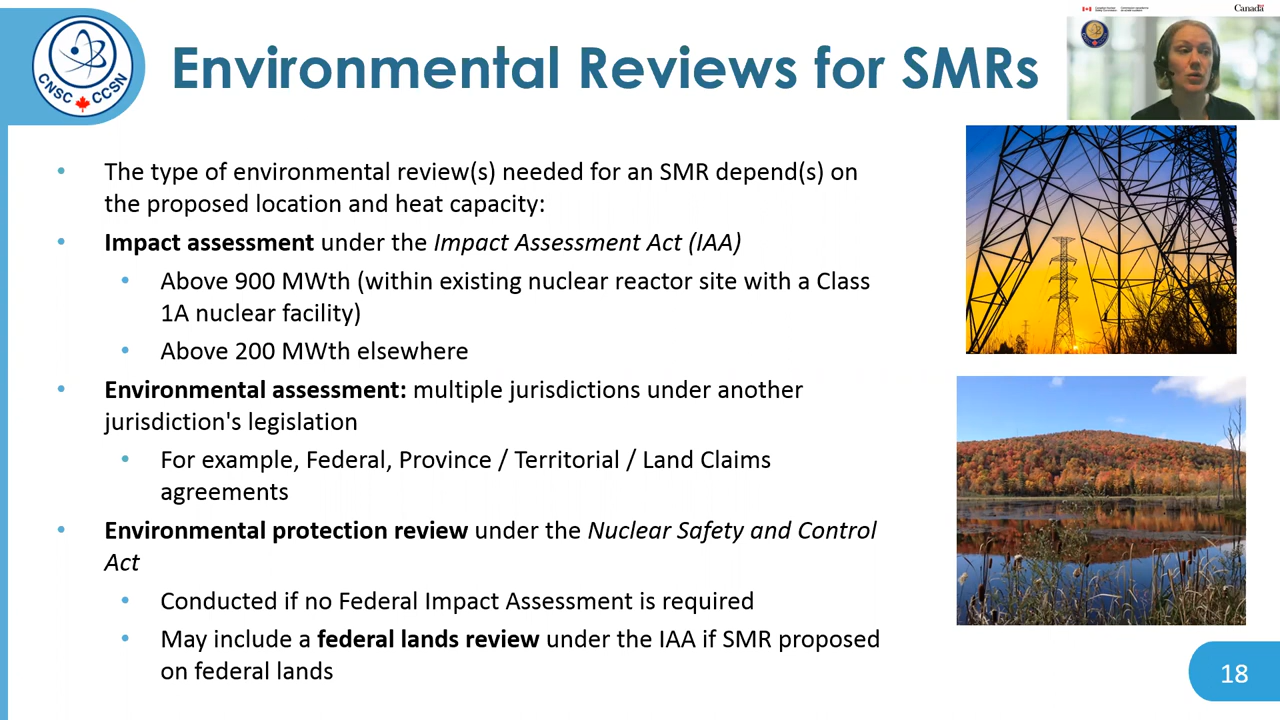 CNSC CCSN
Environmental Reviews for SMRs
Canada
• The type of environmental review(s) needed for an SMR depend(s) on
the proposed location and heat capacity:
• Impact assessment under the Impact Assessment Act (IAA)
• Above 900 MWth (within existing nuclear reactor site with a Class
1A nuclear facility)
• Above 200 MWth elsewhere
• Environmental assessment: multiple jurisdictions under another
jurisdiction's legislation
• For example, Federal, Province / Territorial / Land Claims
agreements
• Environmental protection review under the Nuclear Safety and Control
Act
• Conducted if no Federal Impact Assessment is required
• May include a federal lands review under the IAA if SMR proposed
on federal lands
18